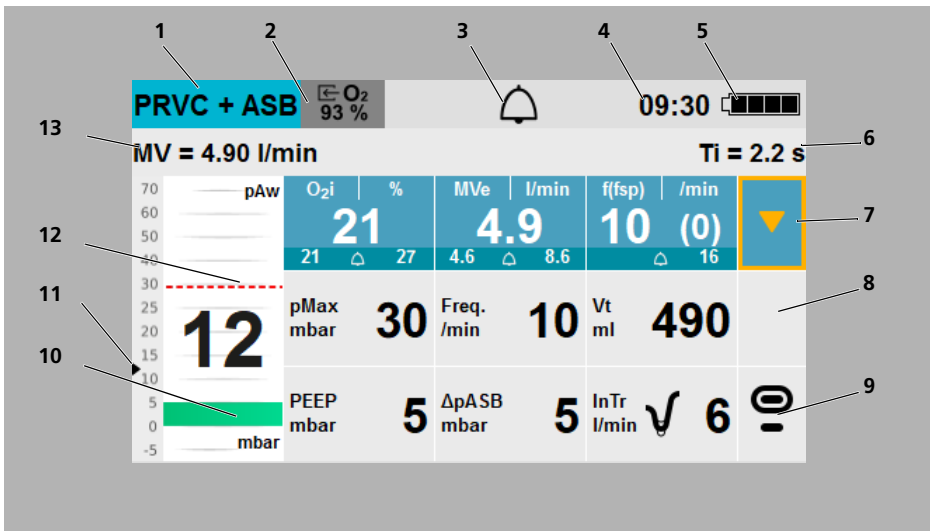 1 2 3 4 5
PRVC + ASB O₂ 93 % 09:30
13 6
MV = 4.90 l/min Ti = 2.2 s
70 pAw O₂i % MVe l/min f(fsp) /min
60 21 4.9 10 (0) 7
50
12 40 21 27 4.6 8.6 16
30 8
11 25 pMax mbar 30 Freq. /min 10 Vt ml 490
20 12
15
10 10
5 PEEP mbar 5 ΔpASB mbar 5 InTr l/min 6 9
0
-5 mbar